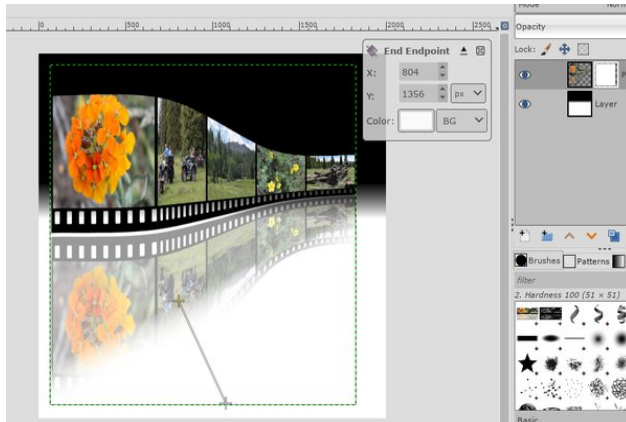 Mode
0
500
1000
1500
2000
2500
End Endpoint
X: 804
Y: 1356 px
Color: BG
Opacity
Lock:
Layer
Brushes Patterns
filter
2. Hardness 100 (51 × 51)
Basic